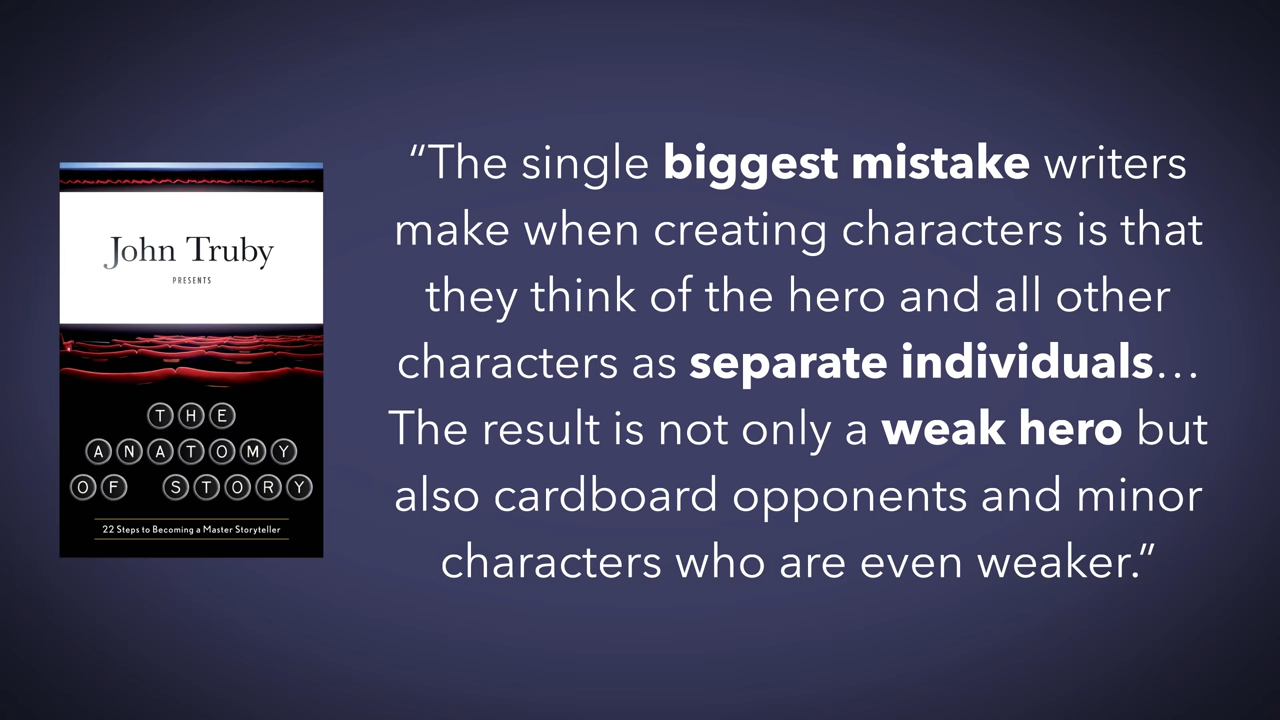 John Truby
PRESENTS
THE
ANATOMY
OF STORY
22 Steps to Becoming a Master Storyteller
“The single biggest mistake writers
make when creating characters is that
they think of the hero and all other
characters as separate individuals…
The result is not only a weak hero but
also cardboard opponents and minor
characters who are even weaker.”